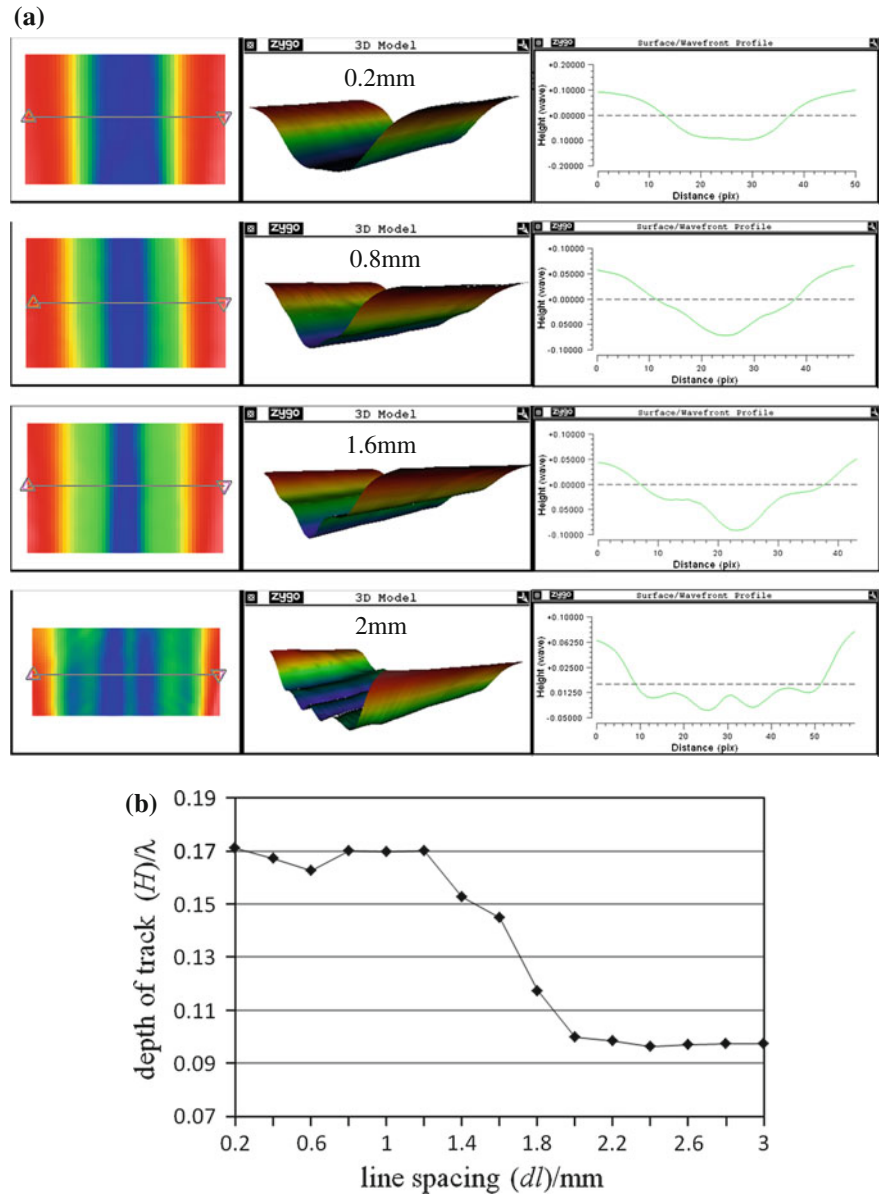 (a)
zygo 3D Model
0.2mm
zygo Surface/Wavefront Profile
+0.20000
+0.10000
+0.00000
0.10000
-0.20000
Height (wave)
0 10 20 30 40 50
Distance (pix)
zygo 3D Model
0.8mm
zygo Surface/Wavefront Profile
+0.10000
+0.05000
+0.00000
0.05000
-0.10000
Height (wave)
0 10 20 30 40
Distance (pix)
zygo 3D Model
1.6mm
zygo Surface/Wavefront Profile
+0.10000
+0.05000
+0.00000
0.05000
-0.10000
Height (wave)
0 10 20 30 40
Distance (pix)
zygo 3D Model
2mm
zygo Surface/Wavefront Profile
+0.10000
+0.06250
+0.02500
0.01250
-0.05000
Height (wave)
0 10 20 30 40 50
Distance (pix)
(b)
0.19
0.17
0.15
0.13
0.11
0.09
0.07
depth of track (H)/λ
0.2 0.6 1 1.4 1.8 2.2 2.6 3
line spacing (dl)/mm